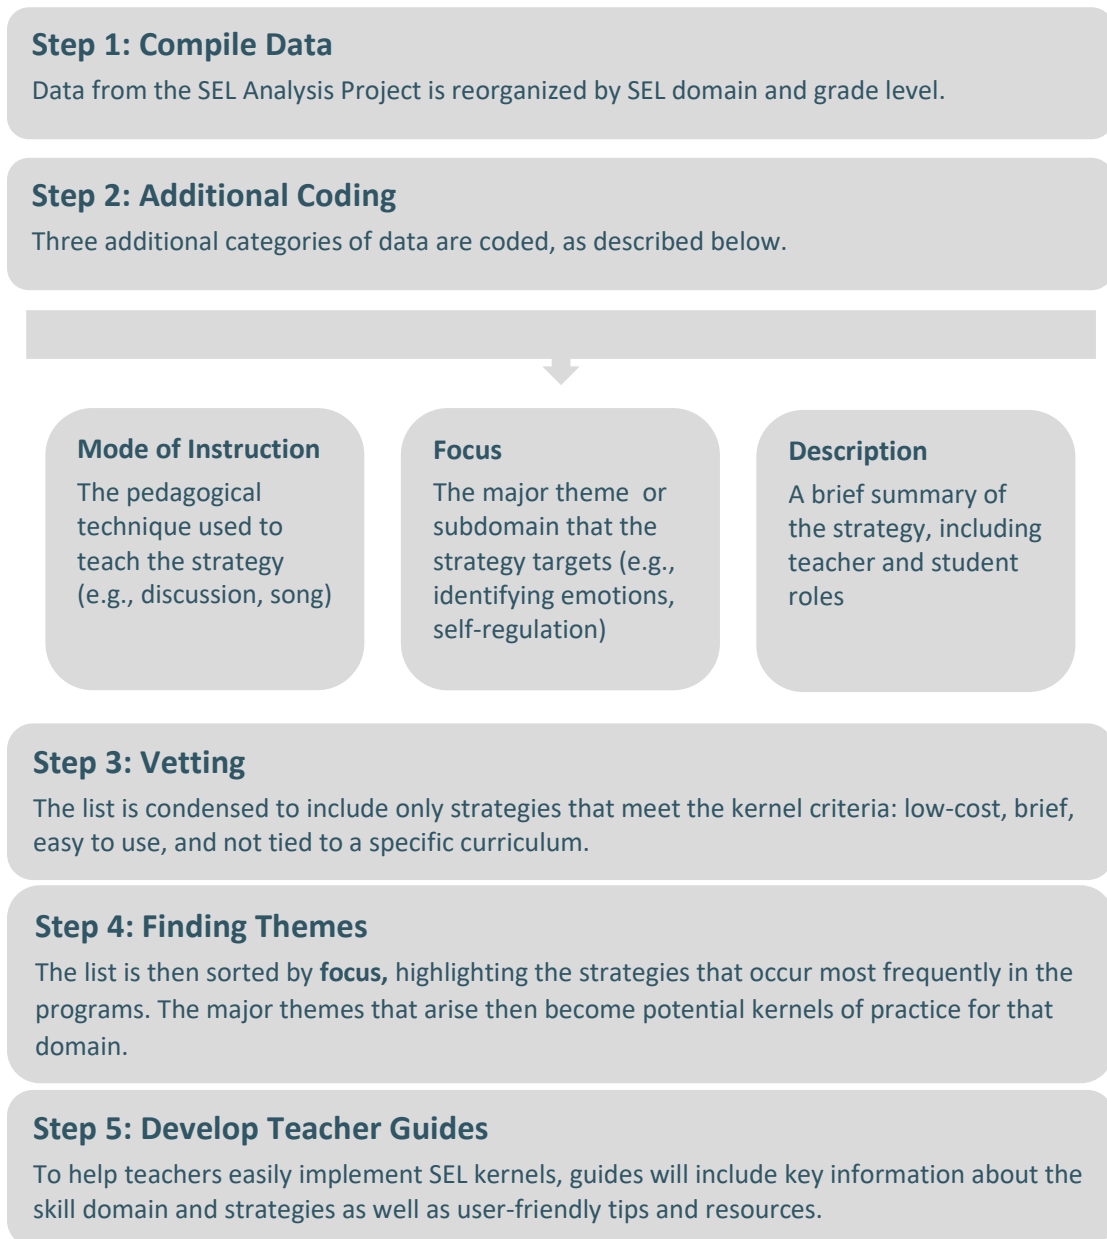 Step 1: Compile Data
Data from the SEL Analysis Project is reorganized by SEL domain and grade level.
Step 2: Additional Coding
Three additional categories of data are coded, as described below.
Mode of Instruction
The pedagogical
technique used to
teach the strategy
(e.g., discussion, song)
Focus
The major theme or
subdomain that the
strategy targets (e.g.,
identifying emotions,
self-regulation)
Description
A brief summary of
the strategy, including
teacher and student
roles
Step 3: Vetting
The list is condensed to include only strategies that meet the kernel criteria: low-cost, brief,
easy to use, and not tied to a specific curriculum.
Step 4: Finding Themes
The list is then sorted by focus, highlighting the strategies that occur most frequently in the
programs. The major themes that arise then become potential kernels of practice for that
domain.
Step 5: Develop Teacher Guides
To help teachers easily implement SEL kernels, guides will include key information about the
skill domain and strategies as well as user-friendly tips and resources.